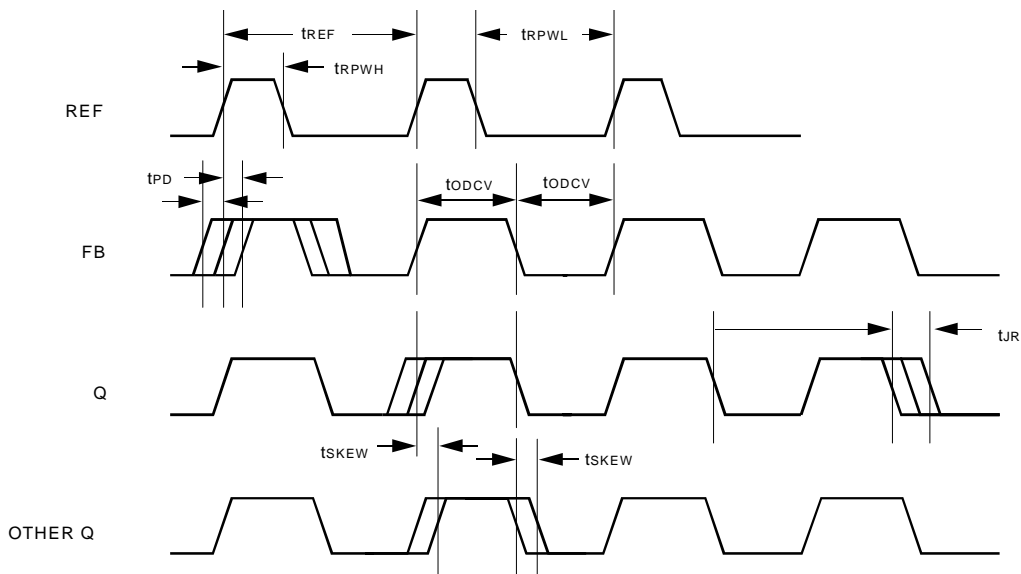 tREF
tRPWL
tRPWH
REF
tPD
tODCV
tODCV
FB
tJR
Q
tSKEW
tSKEW
OTHER Q